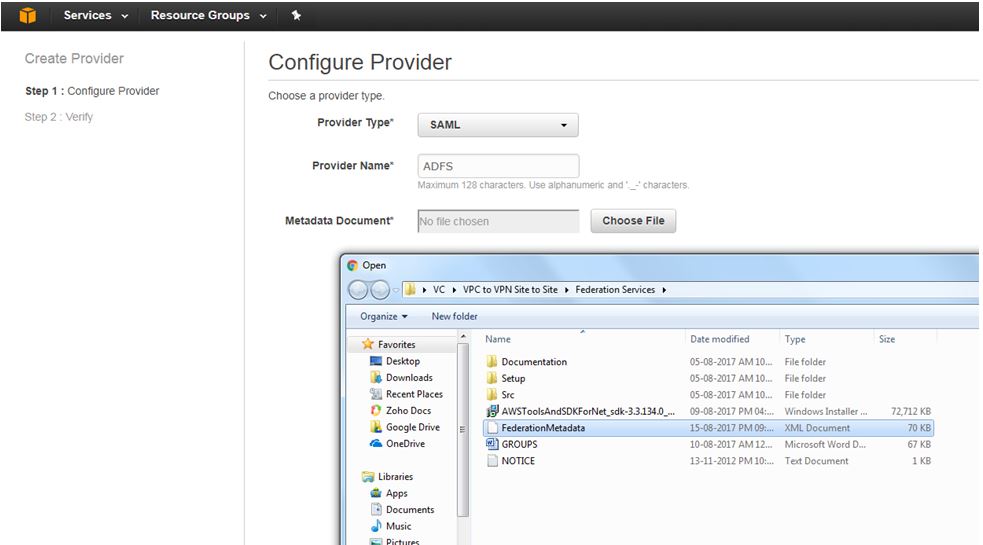 Services Resource Groups
Create Provider
Step 1 : Configure Provider
Step 2 : Verify
Configure Provider
Choose a provider type.
Provider Type* SAML
Provider Name* ADFS
Maximum 128 characters. Use alphanumeric and '._-' characters.
Metadata Document* No file chosen Choose File
Open
VC VPC to VPN Site to Site Federation Services
Organize New folder
Favorites
Desktop
Downloads
Recent Places
Zoho Docs
Google Drive
OneDrive
Libraries
Apps
Documents
Music
Pictures
Name Date modified Type Size
Documentation 05-08-2017 AM 10... File folder
Setup 05-08-2017 AM 10... File folder
Src 05-08-2017 AM 10... File folder
AWSToolsAndSDKForNet_sdk-3.3.134.0_... 09-08-2017 PM 04:... Windows Installer ... 72,712 KB
FederationMetadata 15-08-2017 PM 09:... XML Document 70 KB
GROUPS 10-08-2017 AM 12... Microsoft Word D... 67 KB
NOTICE 13-11-2012 PM 10:... Text Document 1 KB